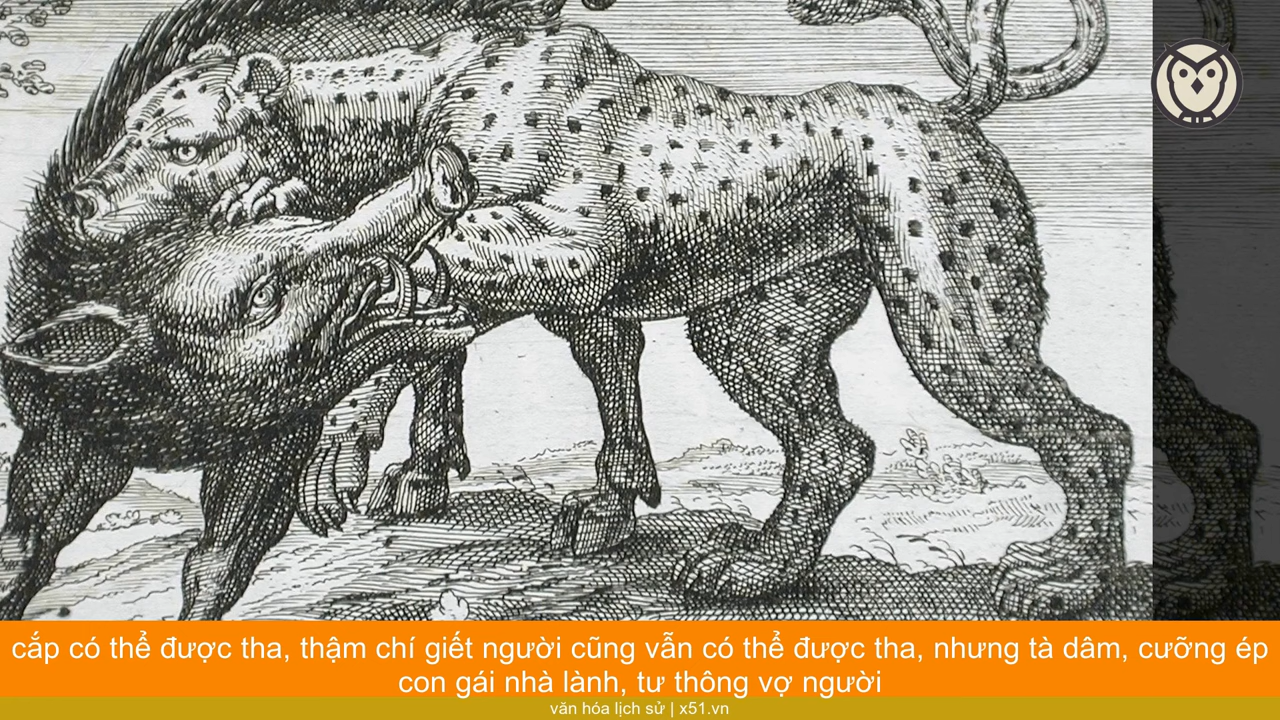 cắp có thể được tha, thậm chí giết người cũng vẫn có thể được tha, nhưng tà dâm, cưỡng ép
con gái nhà lành, tư thông vợ người
văn hóa lịch sử | x51.vn